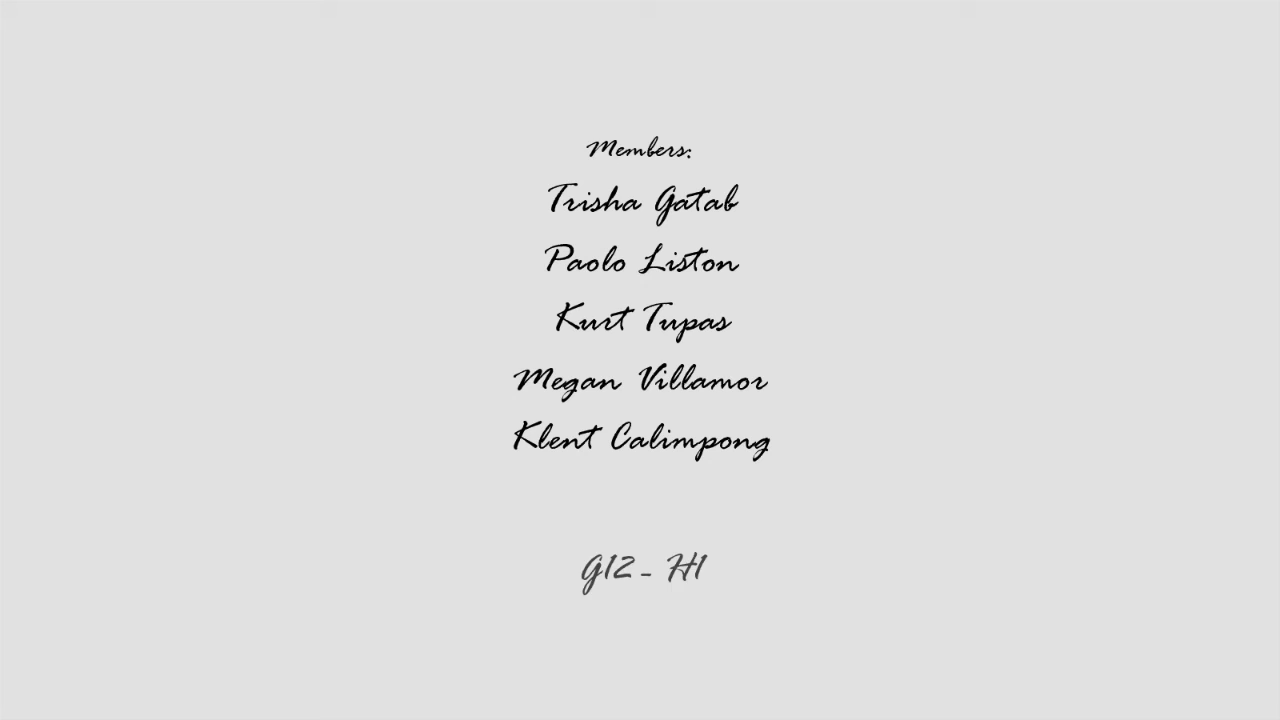 Members:
Trisha Gatab
Paolo Liston
Kurt Tupas
Megan Villamor
Klent Calimpong
G12 - H1